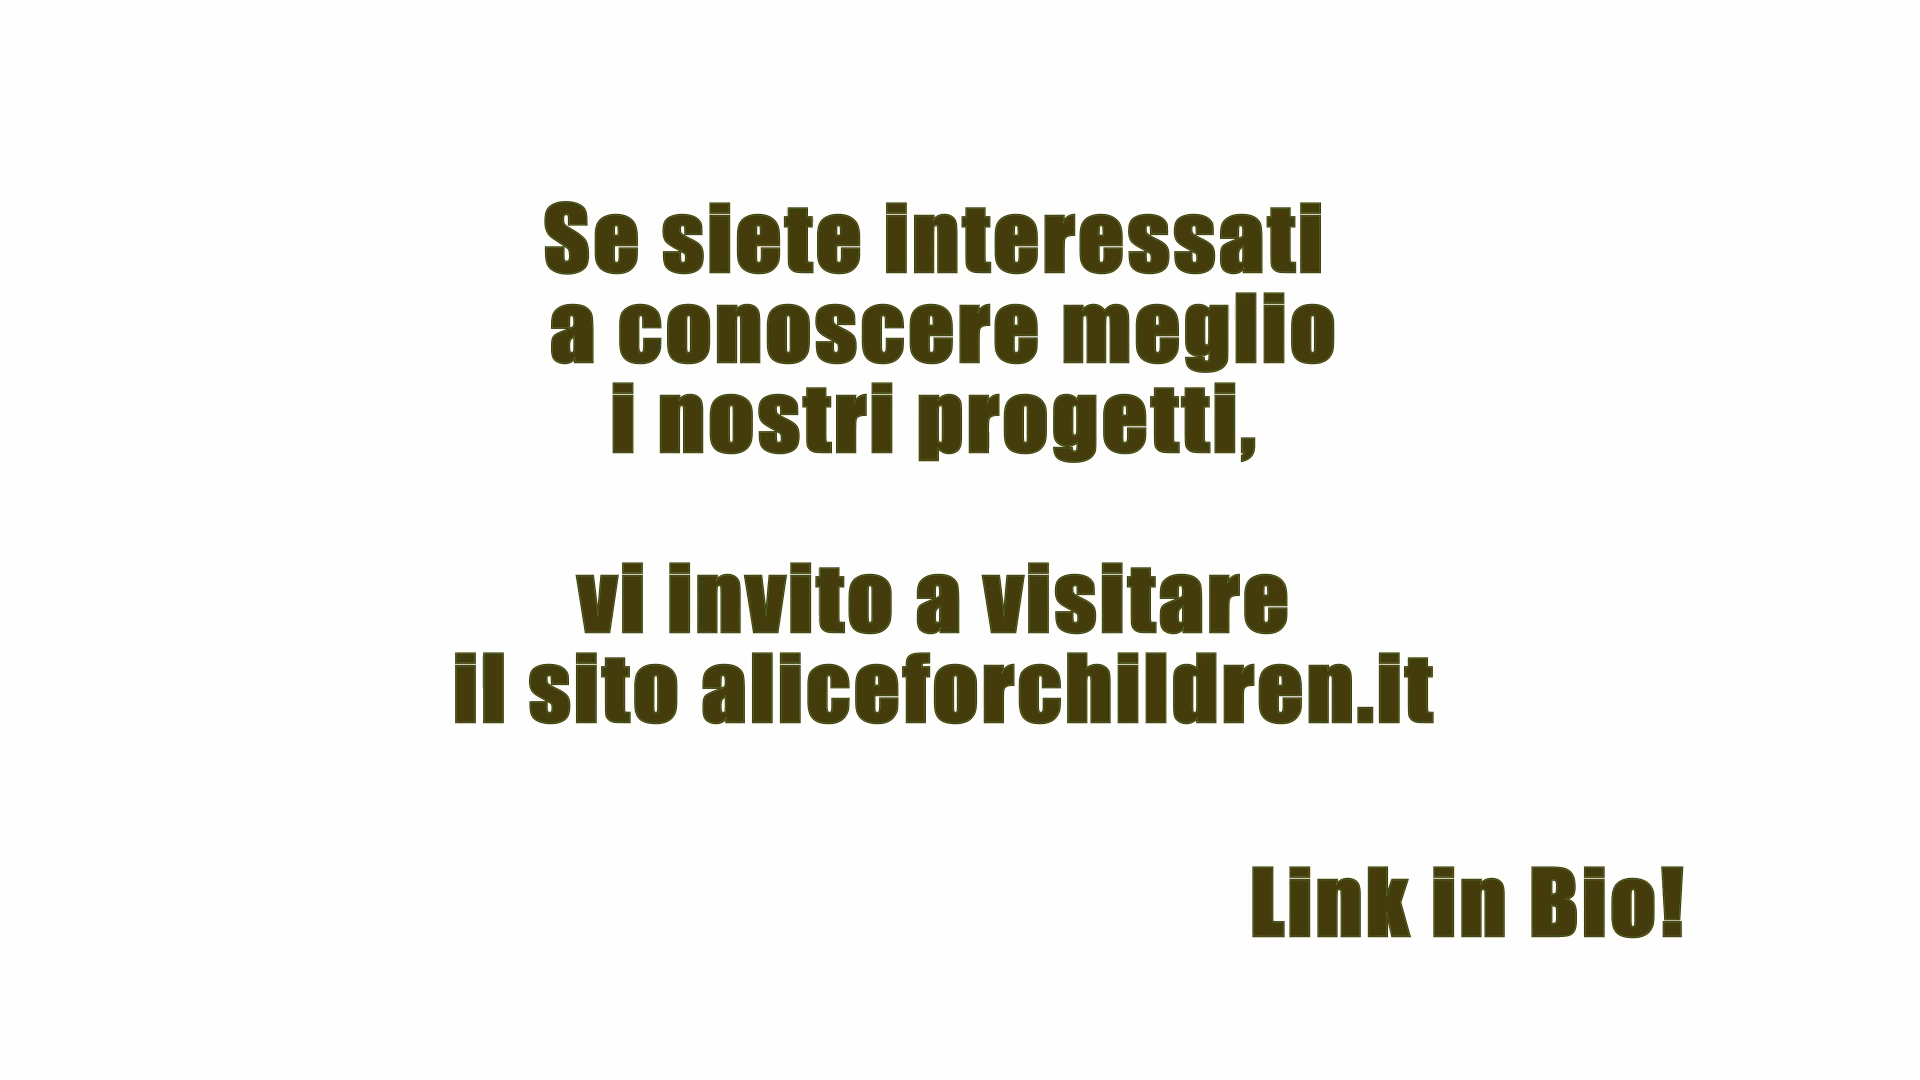 Se siete interessati
a conoscere meglio
i nostri progetti,
vi invito a visitare
il sito aliceforchildren.it
Link in Bio!